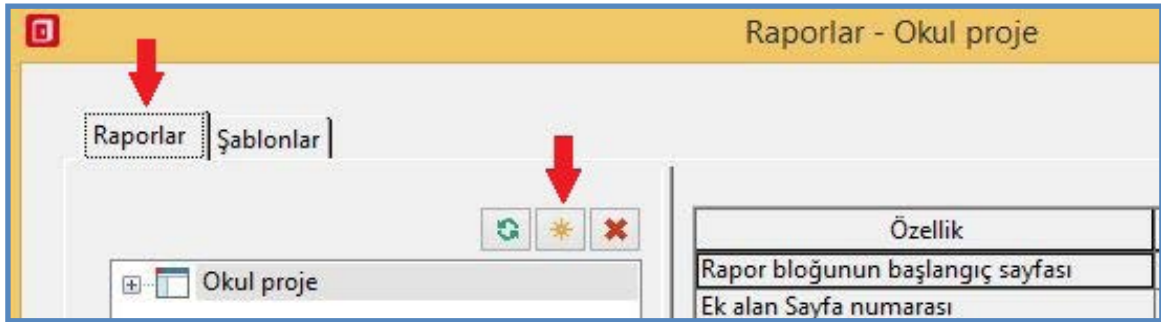 Raporlar - Okul proje
Raporlar
Şablonlar
Özellik
Okul proje
Rapor bloğunun başlangıç sayfası
Ek alan Sayfa numarası